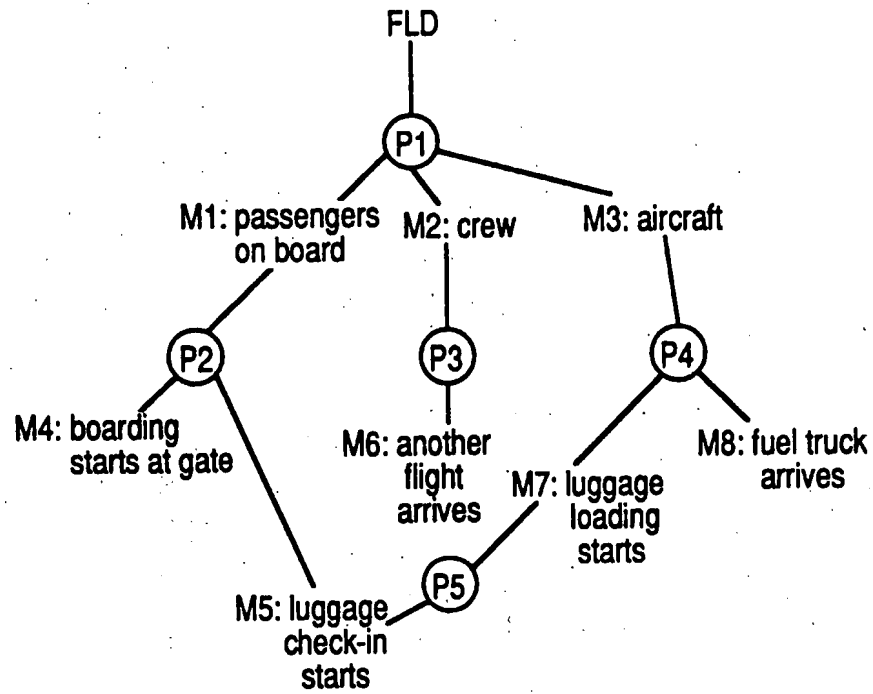 FLD
P1
M1: passengers
on board
M2: crew
M3: aircraft
P2
P3
P4
M4: boarding
starts at gate
M6: another
flight
arrives
M7: luggage
loading
starts
M8: fuel truck
arrives
P5
M5: luggage
check-in
starts